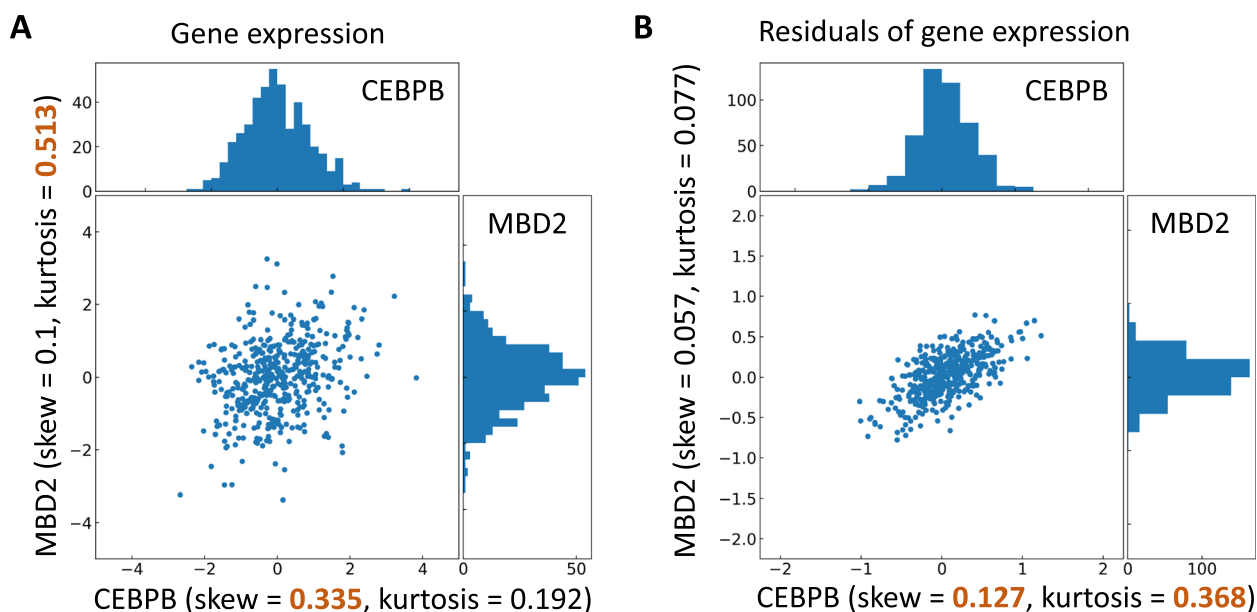 A
Gene expression
CEBPB
40
20
0
MBD2 (skew = 0.1, kurtosis = 0.513)
MBD2
4
2
0
−2
−4
−4
−2
0
2
4
50
CEBPB (skew = 0.335, kurtosis = 0.192)
B
Residuals of gene expression
CEBPB
100
50
0
MBD2 (skew = 0.057, kurtosis = 0.077)
MBD2
2.0
1.5
1.0
0.5
0.0
−0.5
−1.0
−1.5
−2.0
−2
−1
0
1
2
0
100
CEBPB (skew = 0.127, kurtosis = 0.368)